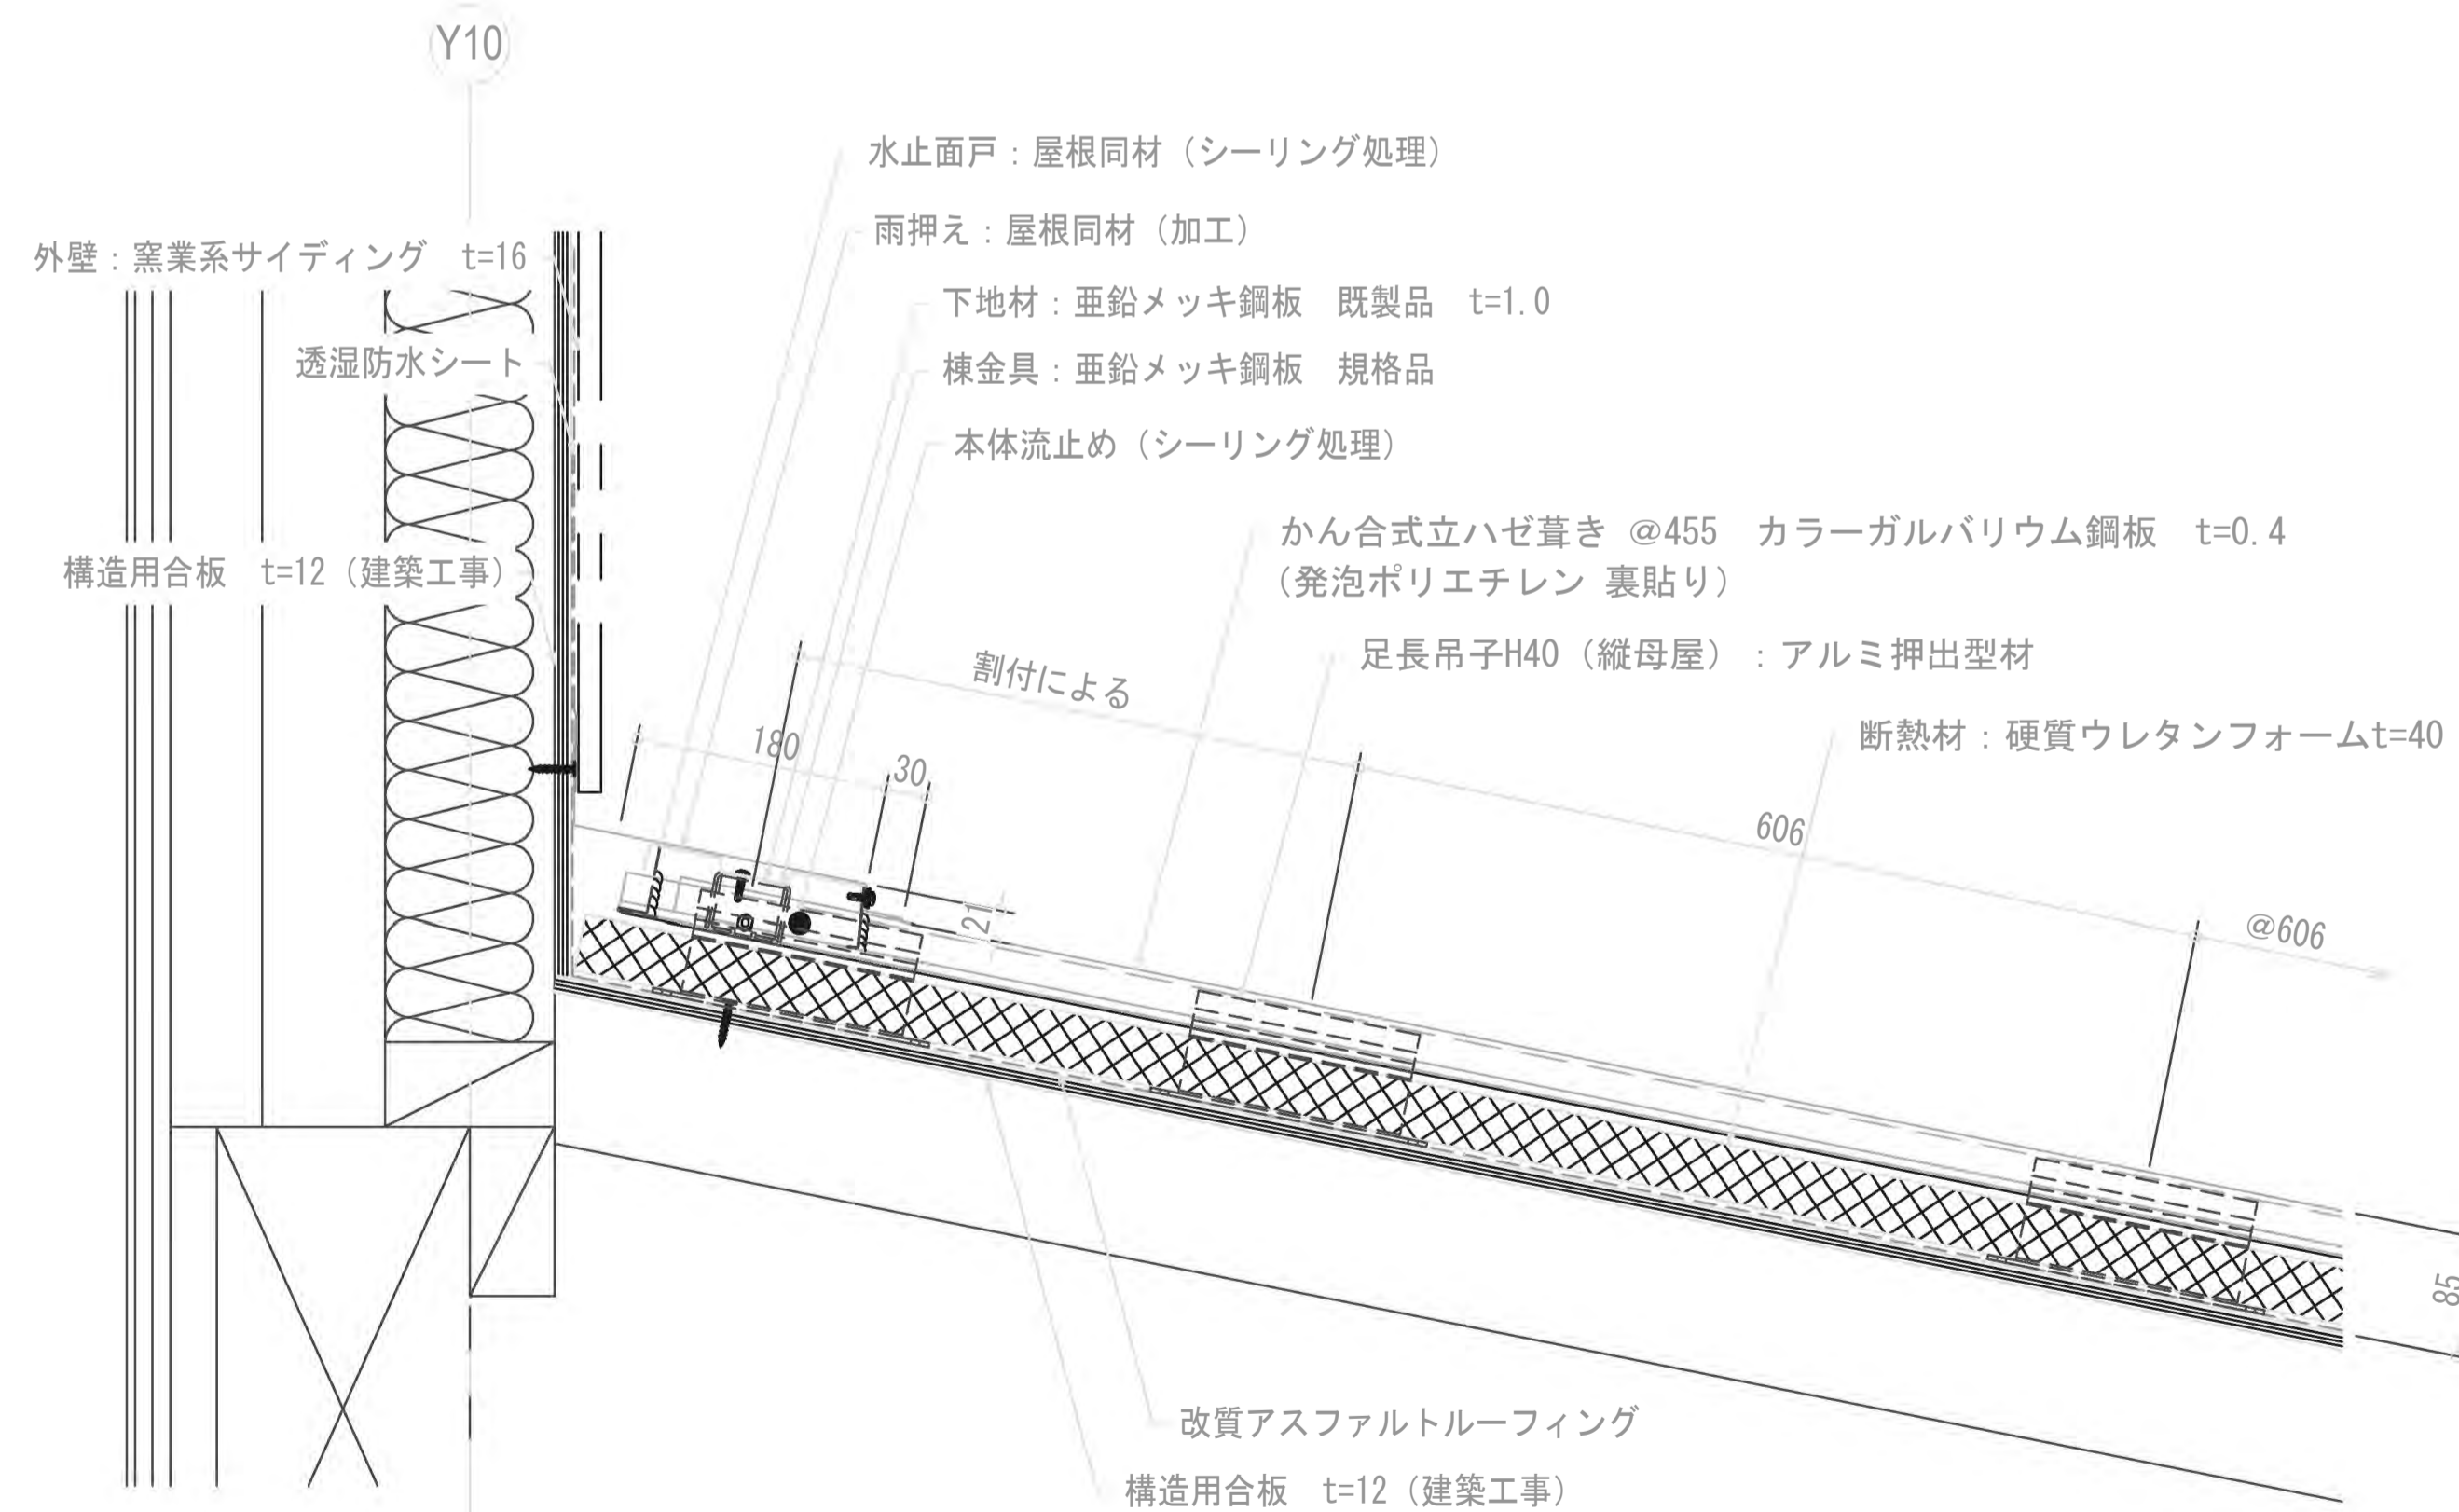 Y10
水止面戸：屋根同材（シーリング処理）
雨押え：屋根同材（加工）
外壁：窯業系サイディング　t=16
下地材：亜鉛メッキ鋼板　既製品　t=1.0
透湿防水シート
棟金具：亜鉛メッキ鋼板　規格品
本体流止め（シーリング処理）
かん合式立ハゼ葺き @455　カラーガルバリウム鋼板　t=0.4
（発泡ポリエチレン 裏貼り）
構造用合板　t=12（建築工事）
足長吊子H40（縦母屋）：アルミ押出型材
割付による
断熱材：硬質ウレタンフォームt=40
180
30
606
21
@606
85
改質アスファルトルーフィング
構造用合板　t=12（建築工事）